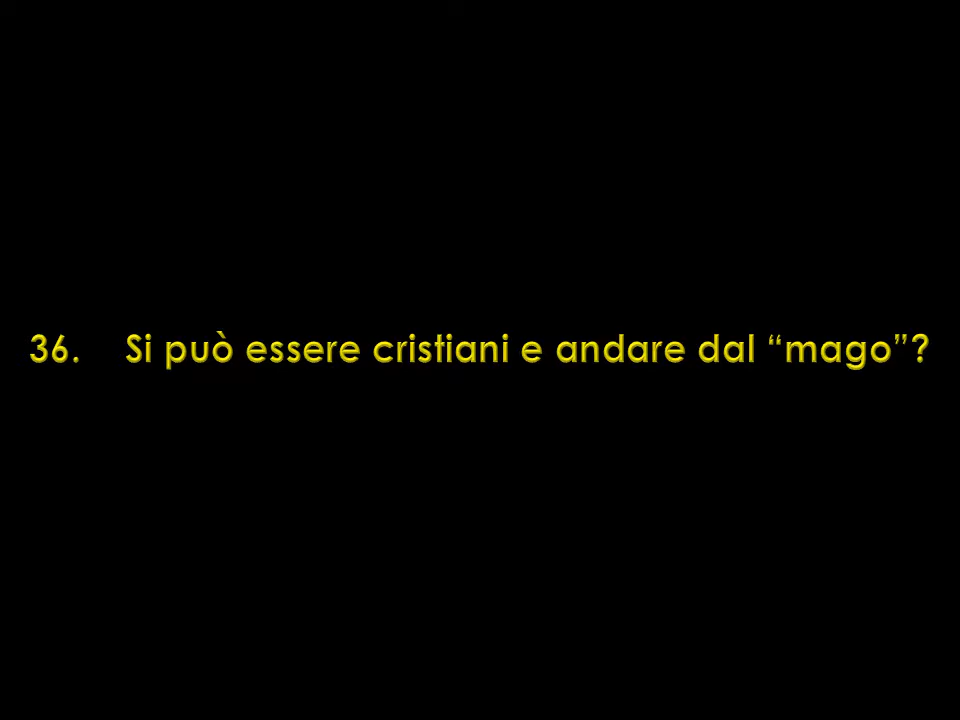 36. Si può essere cristiani e andare dal “mago”?